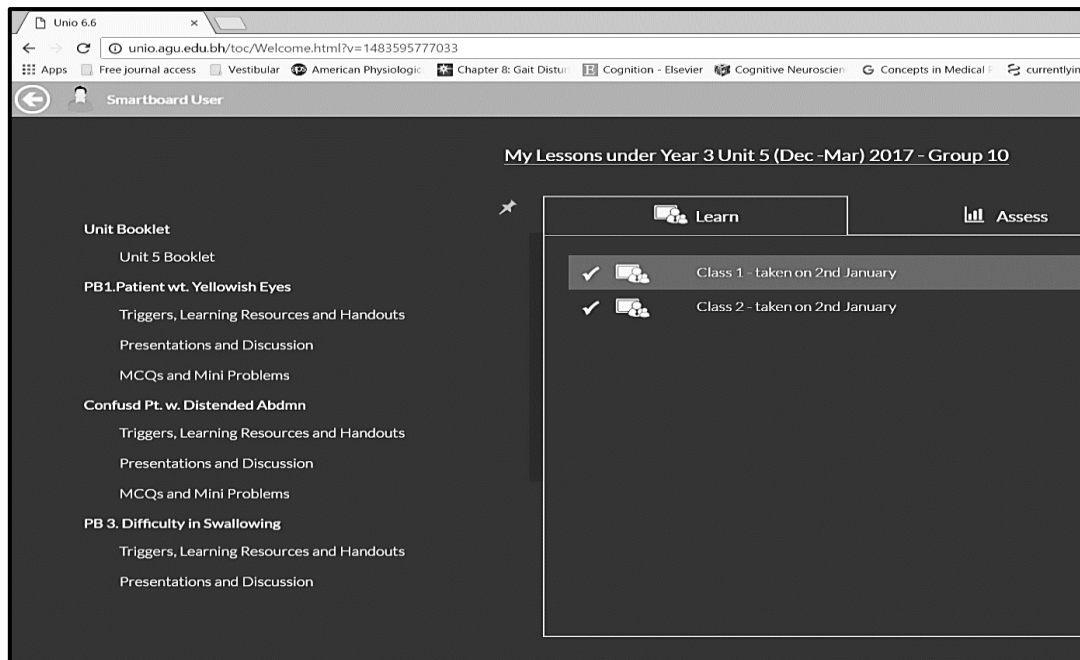 Unio 6.6
unio.agu.edu.bh/toc/Welcome.html?v=1483595777033
Apps Free journal access Vestibular American Physiologic Chapter 8: Gait Distur Cognition - Elsevier Cognitive Neuroscien Concepts in Medical currentlyin
Smartboard User
My Lessons under Year 3 Unit 5 (Dec -Mar) 2017 - Group 10
Learn
Assess
Unit Booklet
Unit 5 Booklet
PB1.Patient wt. Yellowish Eyes
Triggers, Learning Resources and Handouts
Presentations and Discussion
MCQs and Mini Problems
Confusd Pt. w. Distended Abdmn
Triggers, Learning Resources and Handouts
Presentations and Discussion
MCQs and Mini Problems
PB 3. Difficulty in Swallowing
Triggers, Learning Resources and Handouts
Presentations and Discussion
Class 1 - taken on 2nd January
Class 2 - taken on 2nd January